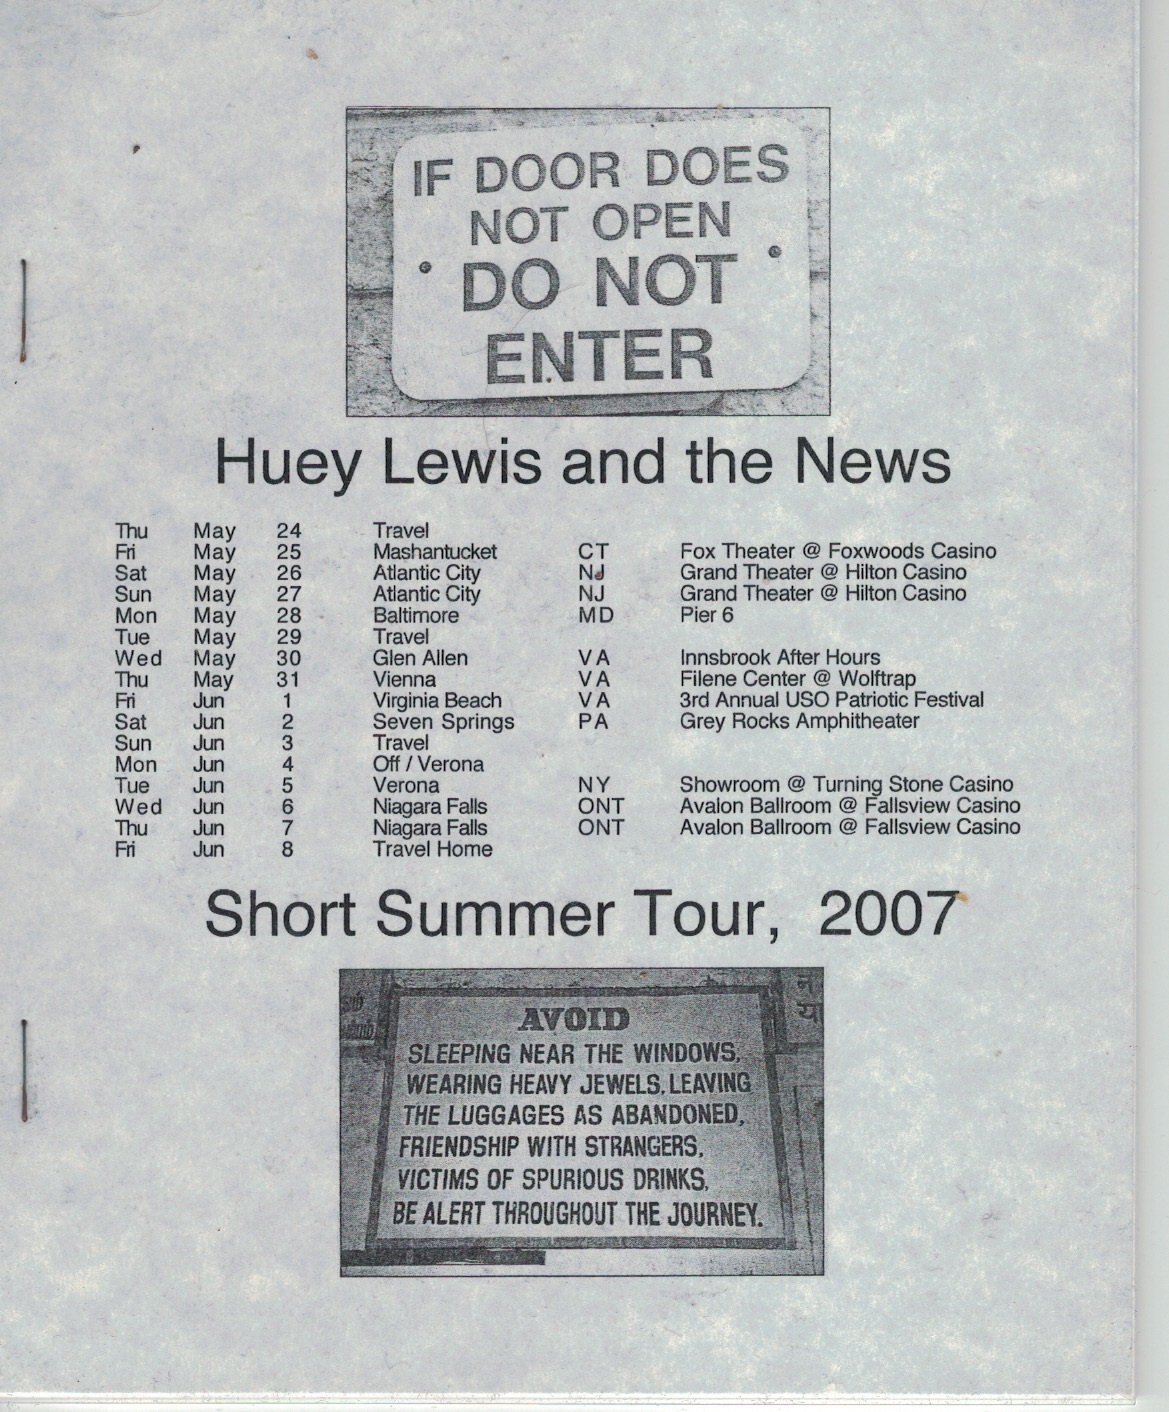 IF DOOR DOES
NOT OPEN
DO NOT
ENTER
Huey Lewis and the News
Thu May 24 Travel
Fri May 25 Mashantucket CT Fox Theater @ Foxwoods Casino
Sat May 26 Atlantic City NJ Grand Theater @ Hilton Casino
Sun May 27 Atlantic City NJ Grand Theater @ Hilton Casino
Mon May 28 Baltimore MD Pier 6
Tue May 29 Travel
Wed May 30 Glen Allen VA Innsbrook After Hours
Thu May 31 Vienna VA Filene Center @ Wolftrap
Fri Jun 1 Virginia Beach VA 3rd Annual USO Patriotic Festival
Sat Jun 2 Seven Springs PA Grey Rocks Amphitheater
Sun Jun 3 Travel
Mon Jun 4 Off / Verona
Tue Jun 5 Verona NY Showroom @ Turning Stone Casino
Wed Jun 6 Niagara Falls ONT Avalon Ballroom @ Fallsview Casino
Thu Jun 7 Niagara Falls ONT Avalon Ballroom @ Fallsview Casino
Fri Jun 8 Travel Home
Short Summer Tour, 2007
AVOID
SLEEPING NEAR THE WINDOWS,
WEARING HEAVY JEWELS, LEAVING
THE LUGGAGES AS ABANDONED,
FRIENDSHIP WITH STRANGERS,
VICTIMS OF SPURIOUS DRINKS,
BE ALERT THROUGHOUT THE JOURNEY.